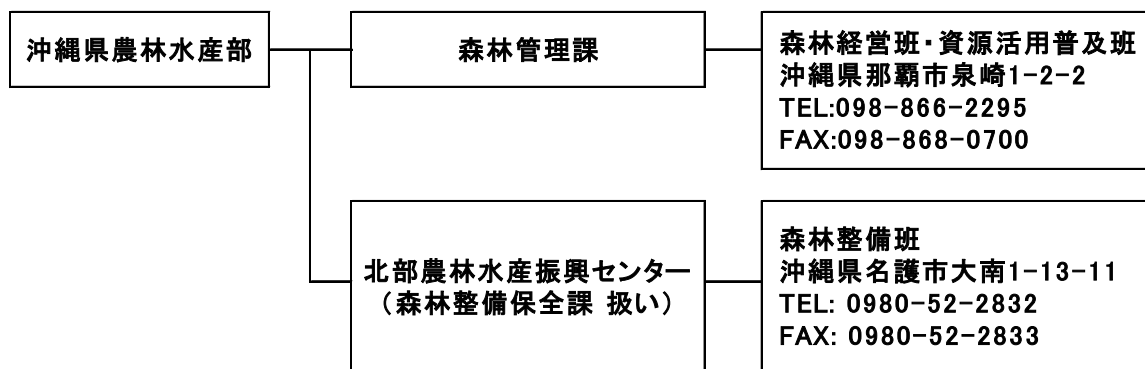 沖縄県農林水産部
森林管理課
森林経営班・資源活用普及班
沖縄県那覇市泉崎1-2-2
TEL:098-866-2295
FAX:098-868-0700
北部農林水産振興センター
（森林整備保全課 扱い）
森林整備班
沖縄県名護市大南1-13-11
TEL: 0980-52-2832
FAX: 0980-52-2833